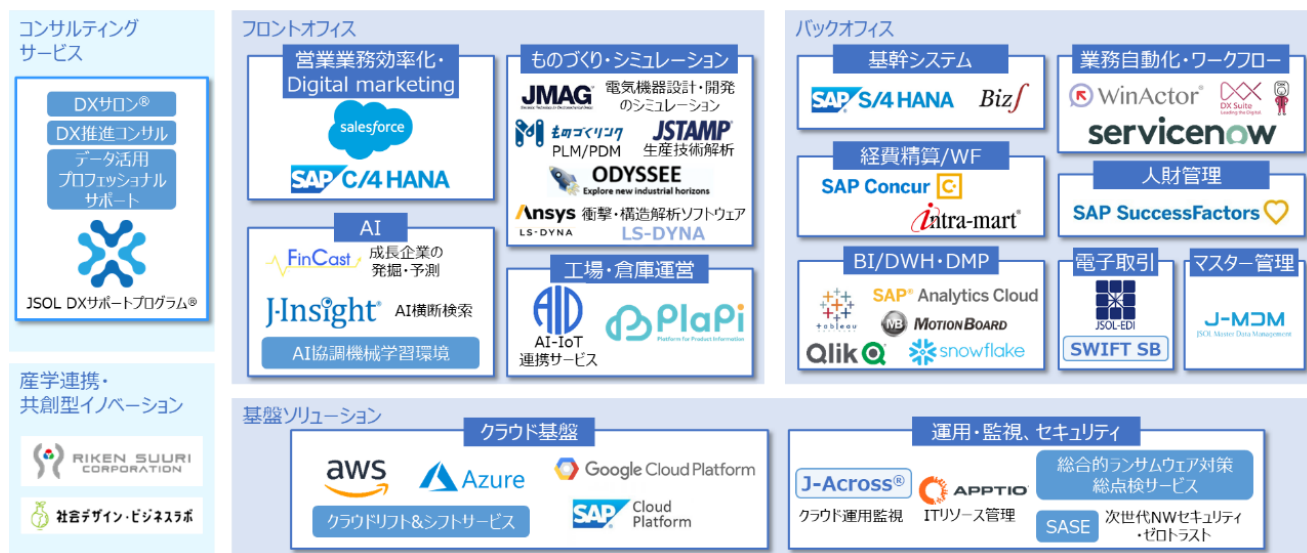 コンサルティング
サービス
DXサロン®
DX推進コンサル
データ活用
プロフェッショナル
サポート
JSOL DXサポートプログラム®
産学連携・
共創型イノベーション
RIKEN SUURI
CORPORATION
社会デザイン・ビジネスラボ
フロントオフィス
営業業務効率化・
Digital marketing
salesforce
SAP C/4 HANA
AI
FinCast
成長企業の
発掘・予測
J-Insight®
AI横断検索
AI協調機械学習環境
ものづくり・シミュレーション
JMAG
電気機器設計・開発
のシミュレーション
ものづくリンク
PLM/PDM
JSTAMP
生産技術解析
ODYSSEE
Explore new industrial horizons
Ansys
LS-DYNA
衝撃・構造解析ソフトウェア
LS-DYNA
工場・倉庫運営
AID
AI-IoT
連携サービス
PlaPi
Platform for Product Information
バックオフィス
基幹システム
SAP S/4 HANA
Biz∫
業務自動化・ワークフロー
WinActor®
DX Suite
Leading the Digital
servicenow
経費精算/WF
SAP Concur C
intra-mart®
人財管理
SAP SuccessFactors
BI/DWH・DMP
tableau
SAP® Analytics Cloud
MB MOTIONBOARD
Qlik
snowflake
電子取引
JSOL-EDI
SWIFT SB
マスター管理
J-MDM
JSOL Master Data Management
基盤ソリューション
クラウド基盤
aws
Azure
Google Cloud Platform
クラウドリフト&シフトサービス
SAP Cloud
Platform
運用・監視、セキュリティ
J-Across®
クラウド運用監視
APPTIO
ITリソース管理
総合的ランサムウェア対策
総点検サービス
SASE
次世代NWセキュリティ
・ゼロトラスト